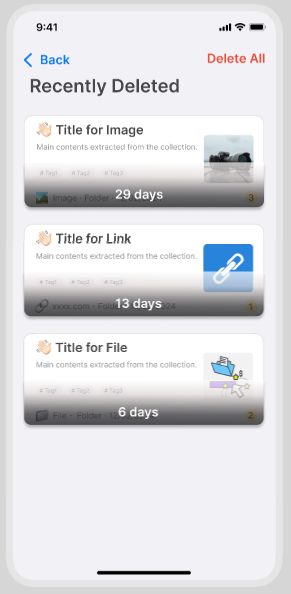 9:41
Back
Delete All
Recently Deleted
👋🏻 Title for Image
Main contents extracted from the collection.
# Tag1 # Tag2 # Tag3
Image - Folder
3
29 days
👋🏻 Title for Link
Main contents extracted from the collection.
# Tag1 # Tag2 # Tag3
xxxx.com - Fol 24
1
13 days
👋🏻 Title for File
Main contents extracted from the collection.
# Tag1 # Tag2 # Tag3
File - Folder
2
6 days